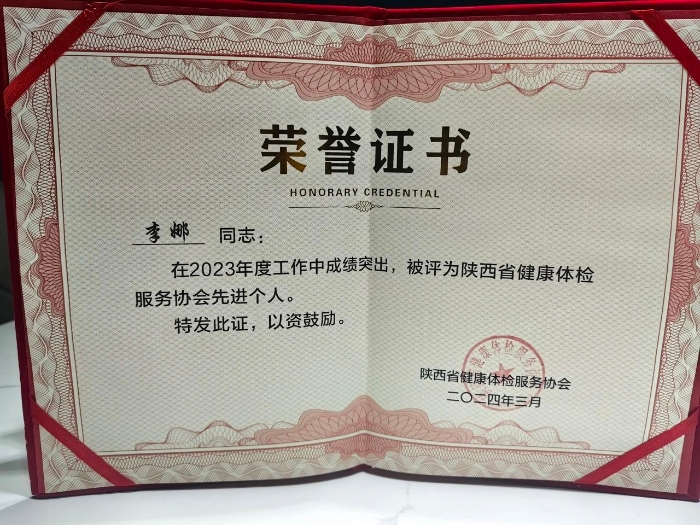 荣誉证书
HONORARY CREDENTIAL
李娜 同志：
在2023年度工作中成绩突出，被评为陕西省健康体检
服务协会先进个人。
特发此证，以资鼓励。
陕西省健康体检服务协会
二〇二四年三月